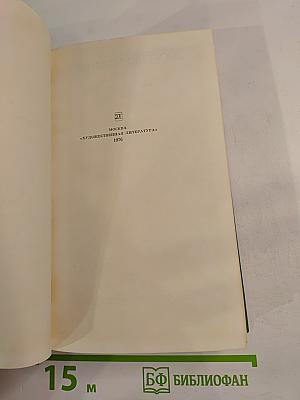 МОСКВА
«ХУДОЖЕСТВЕННАЯ ЛИТЕРАТУРА»
1976
15 м
БФ БИБЛИОФАН